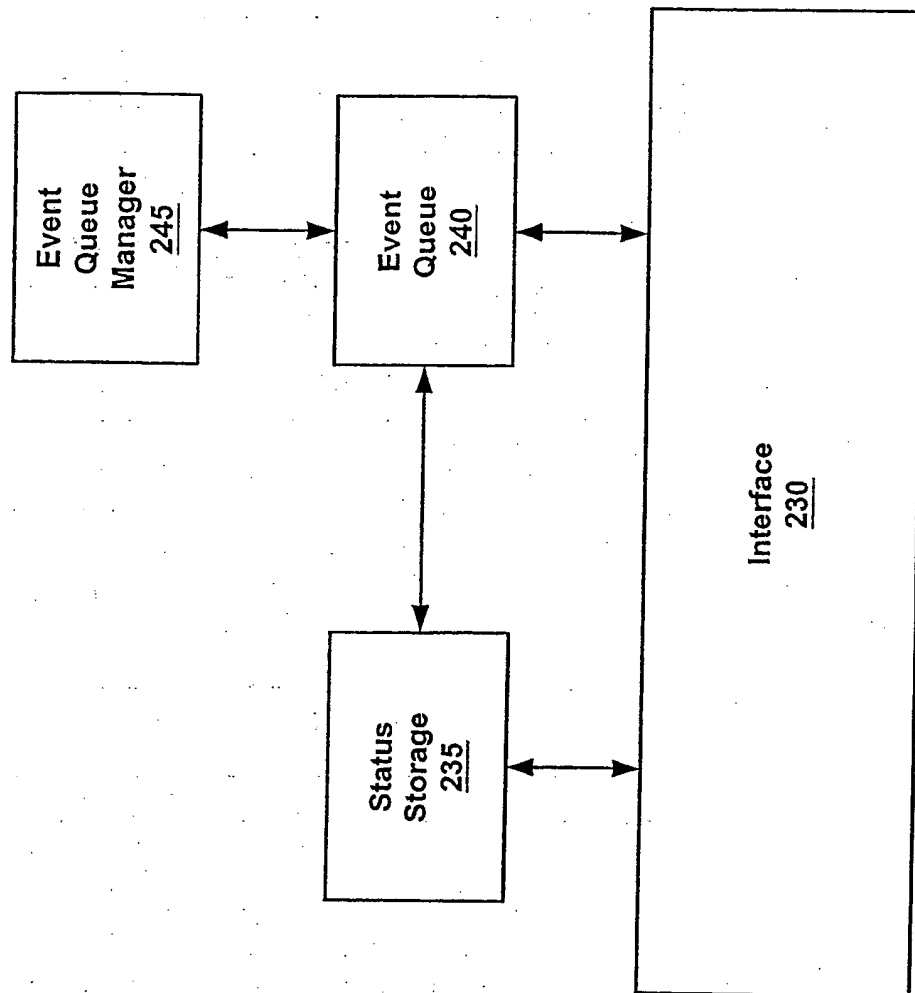 Event
Queue
Manager
245
Event
Queue
240
Status
Storage
235
Interface
230